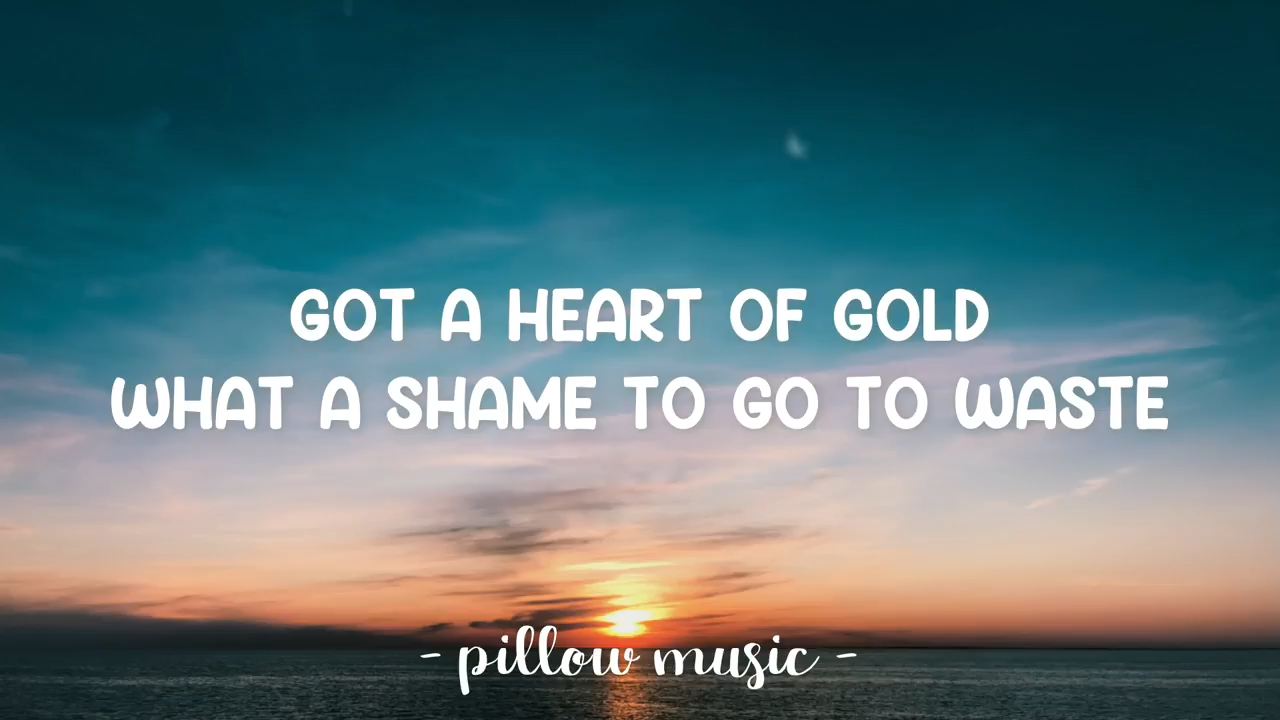 GOT A HEART OF GOLD
WHAT A SHAME TO GO TO WASTE
- pillow music -